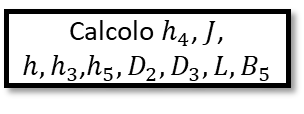 Calcolo h₄, J,
h, h₃,h₅, D₂, D₃, L, B₅